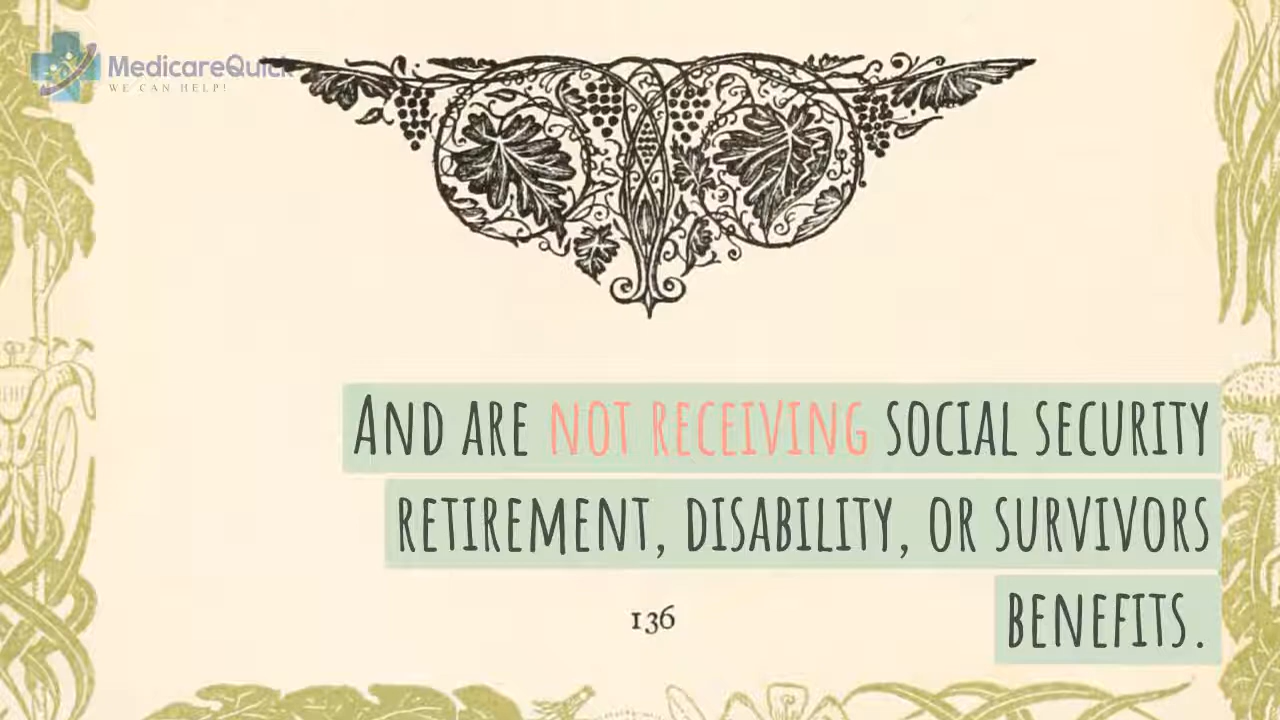 MedicareQuick
WE CAN HELP!
AND ARE NOT RECEIVING SOCIAL SECURITY
RETIREMENT, DISABILITY, OR SURVIVORS
BENEFITS.
136